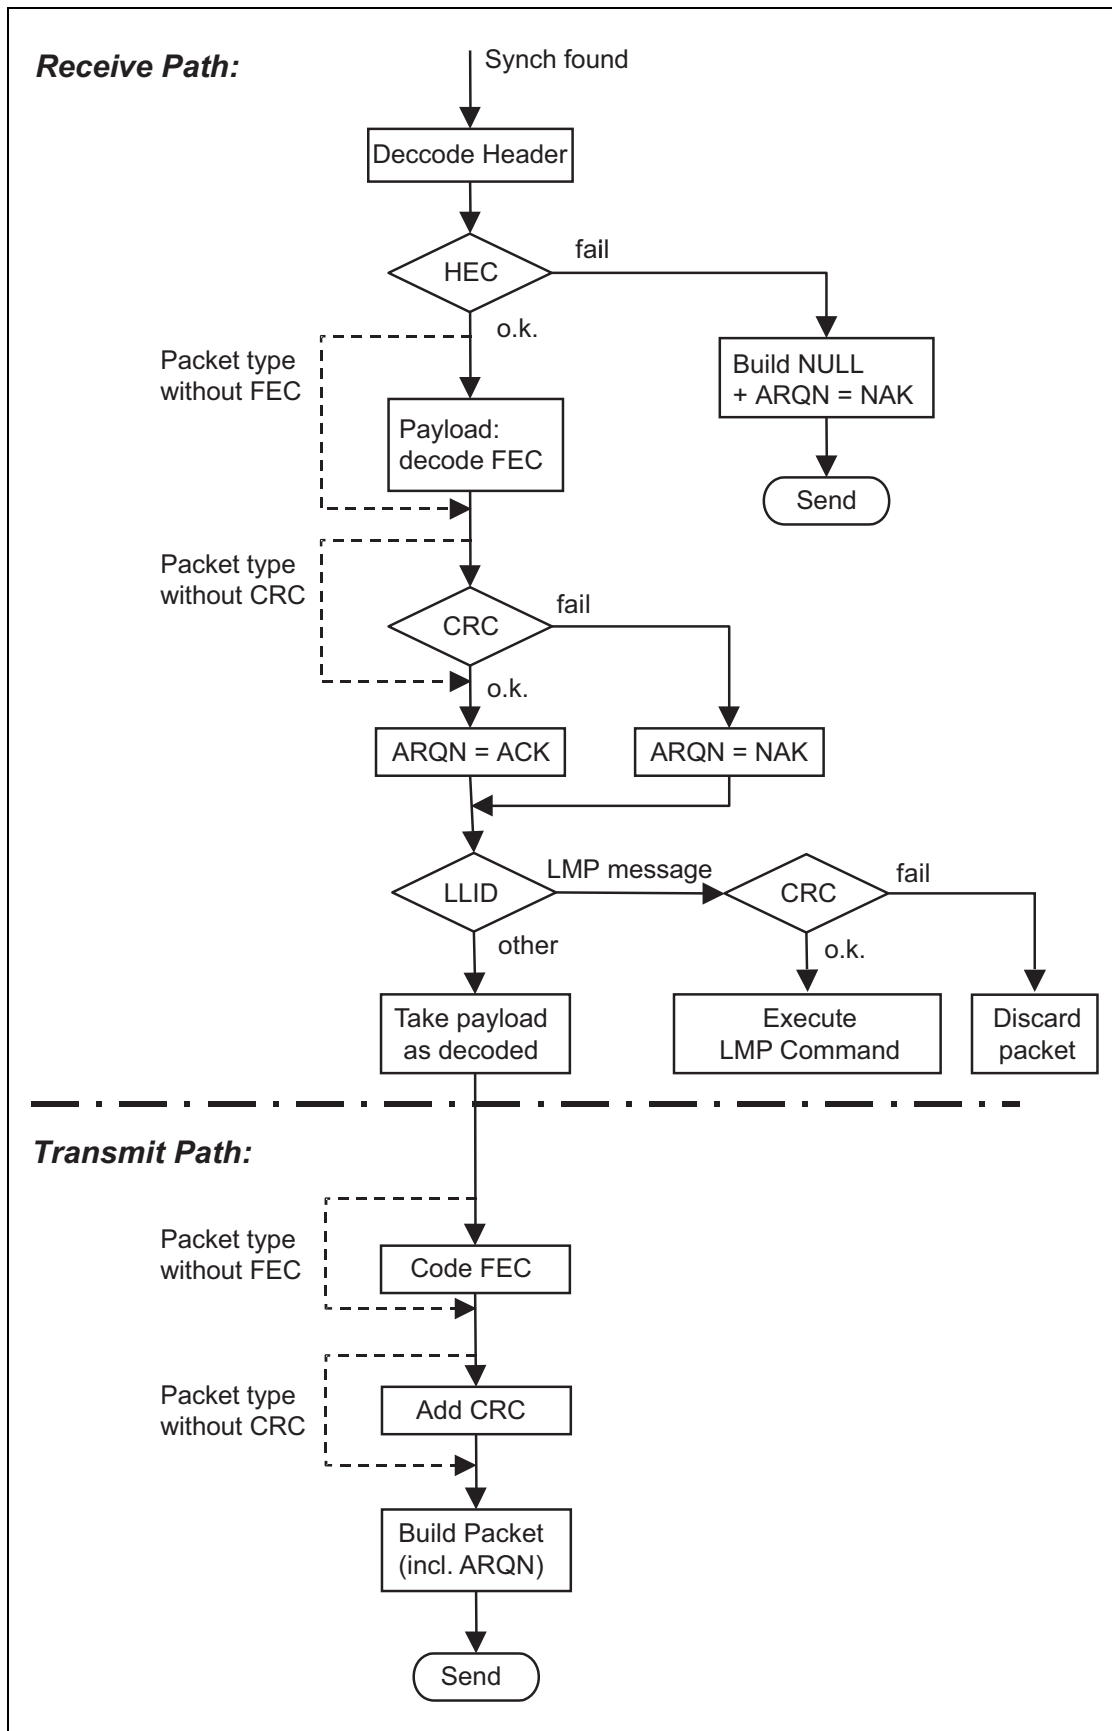 Receive Path:
Synch found
Deccode Header
HEC
fail
o.k.
Packet type
without FEC
Build NULL
+ ARQN = NAK
Payload:
decode FEC
Send
Packet type
without CRC
CRC
fail
o.k.
ARQN = ACK
ARQN = NAK
LLID
LMP message
CRC
fail
other
o.k.
Take payload
as decoded
Execute
LMP Command
Discard
packet
Transmit Path:
Packet type
without FEC
Code FEC
Packet type
without CRC
Add CRC
Build Packet
(incl. ARQN)
Send